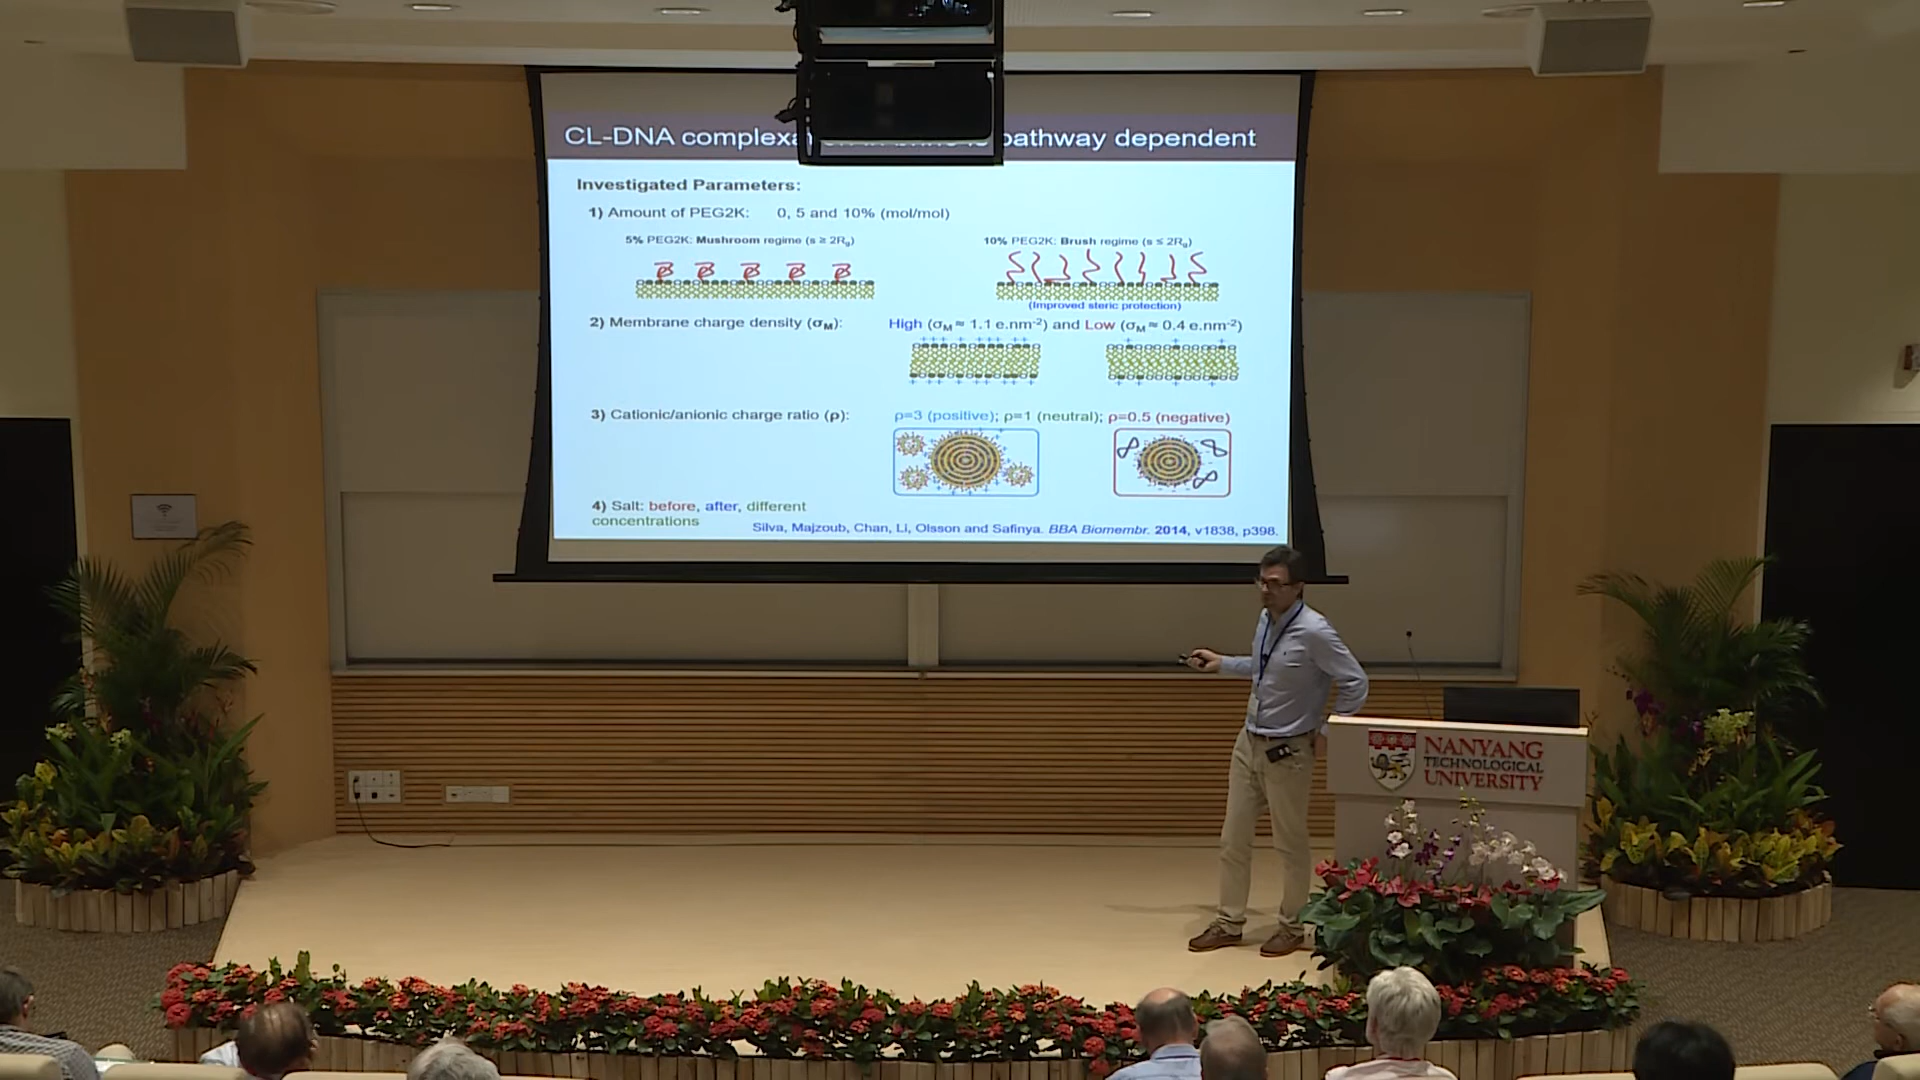 CL-DNA pathway dependent
Investigated Parameters:
1) Amount of PEG2K: 0, 5 and 10% (mol/mol)
5% PEG2K: Mushroom regime (s ≥ 2Rg)
10% PEG2K: Brush regime (s ≤ 2Rg)
(Improved steric protection)
2) Membrane charge density (σM): High (σM ≈ 1.1 e.nm-2) and Low (σM ≈ 0.4 e.nm-2)
3) Cationic/anionic charge ratio (ρ): ρ=3 (positive); ρ=1 (neutral); ρ=0.5 (negative)
4) Salt: before, after, different
concentrations
Silva, Majzoub, Chan, Li, Olsson and Safinya. BBA Biomembr. 2014, v1838, p398.
NANYANG
TECHNOLOGICAL
UNIVERSITY